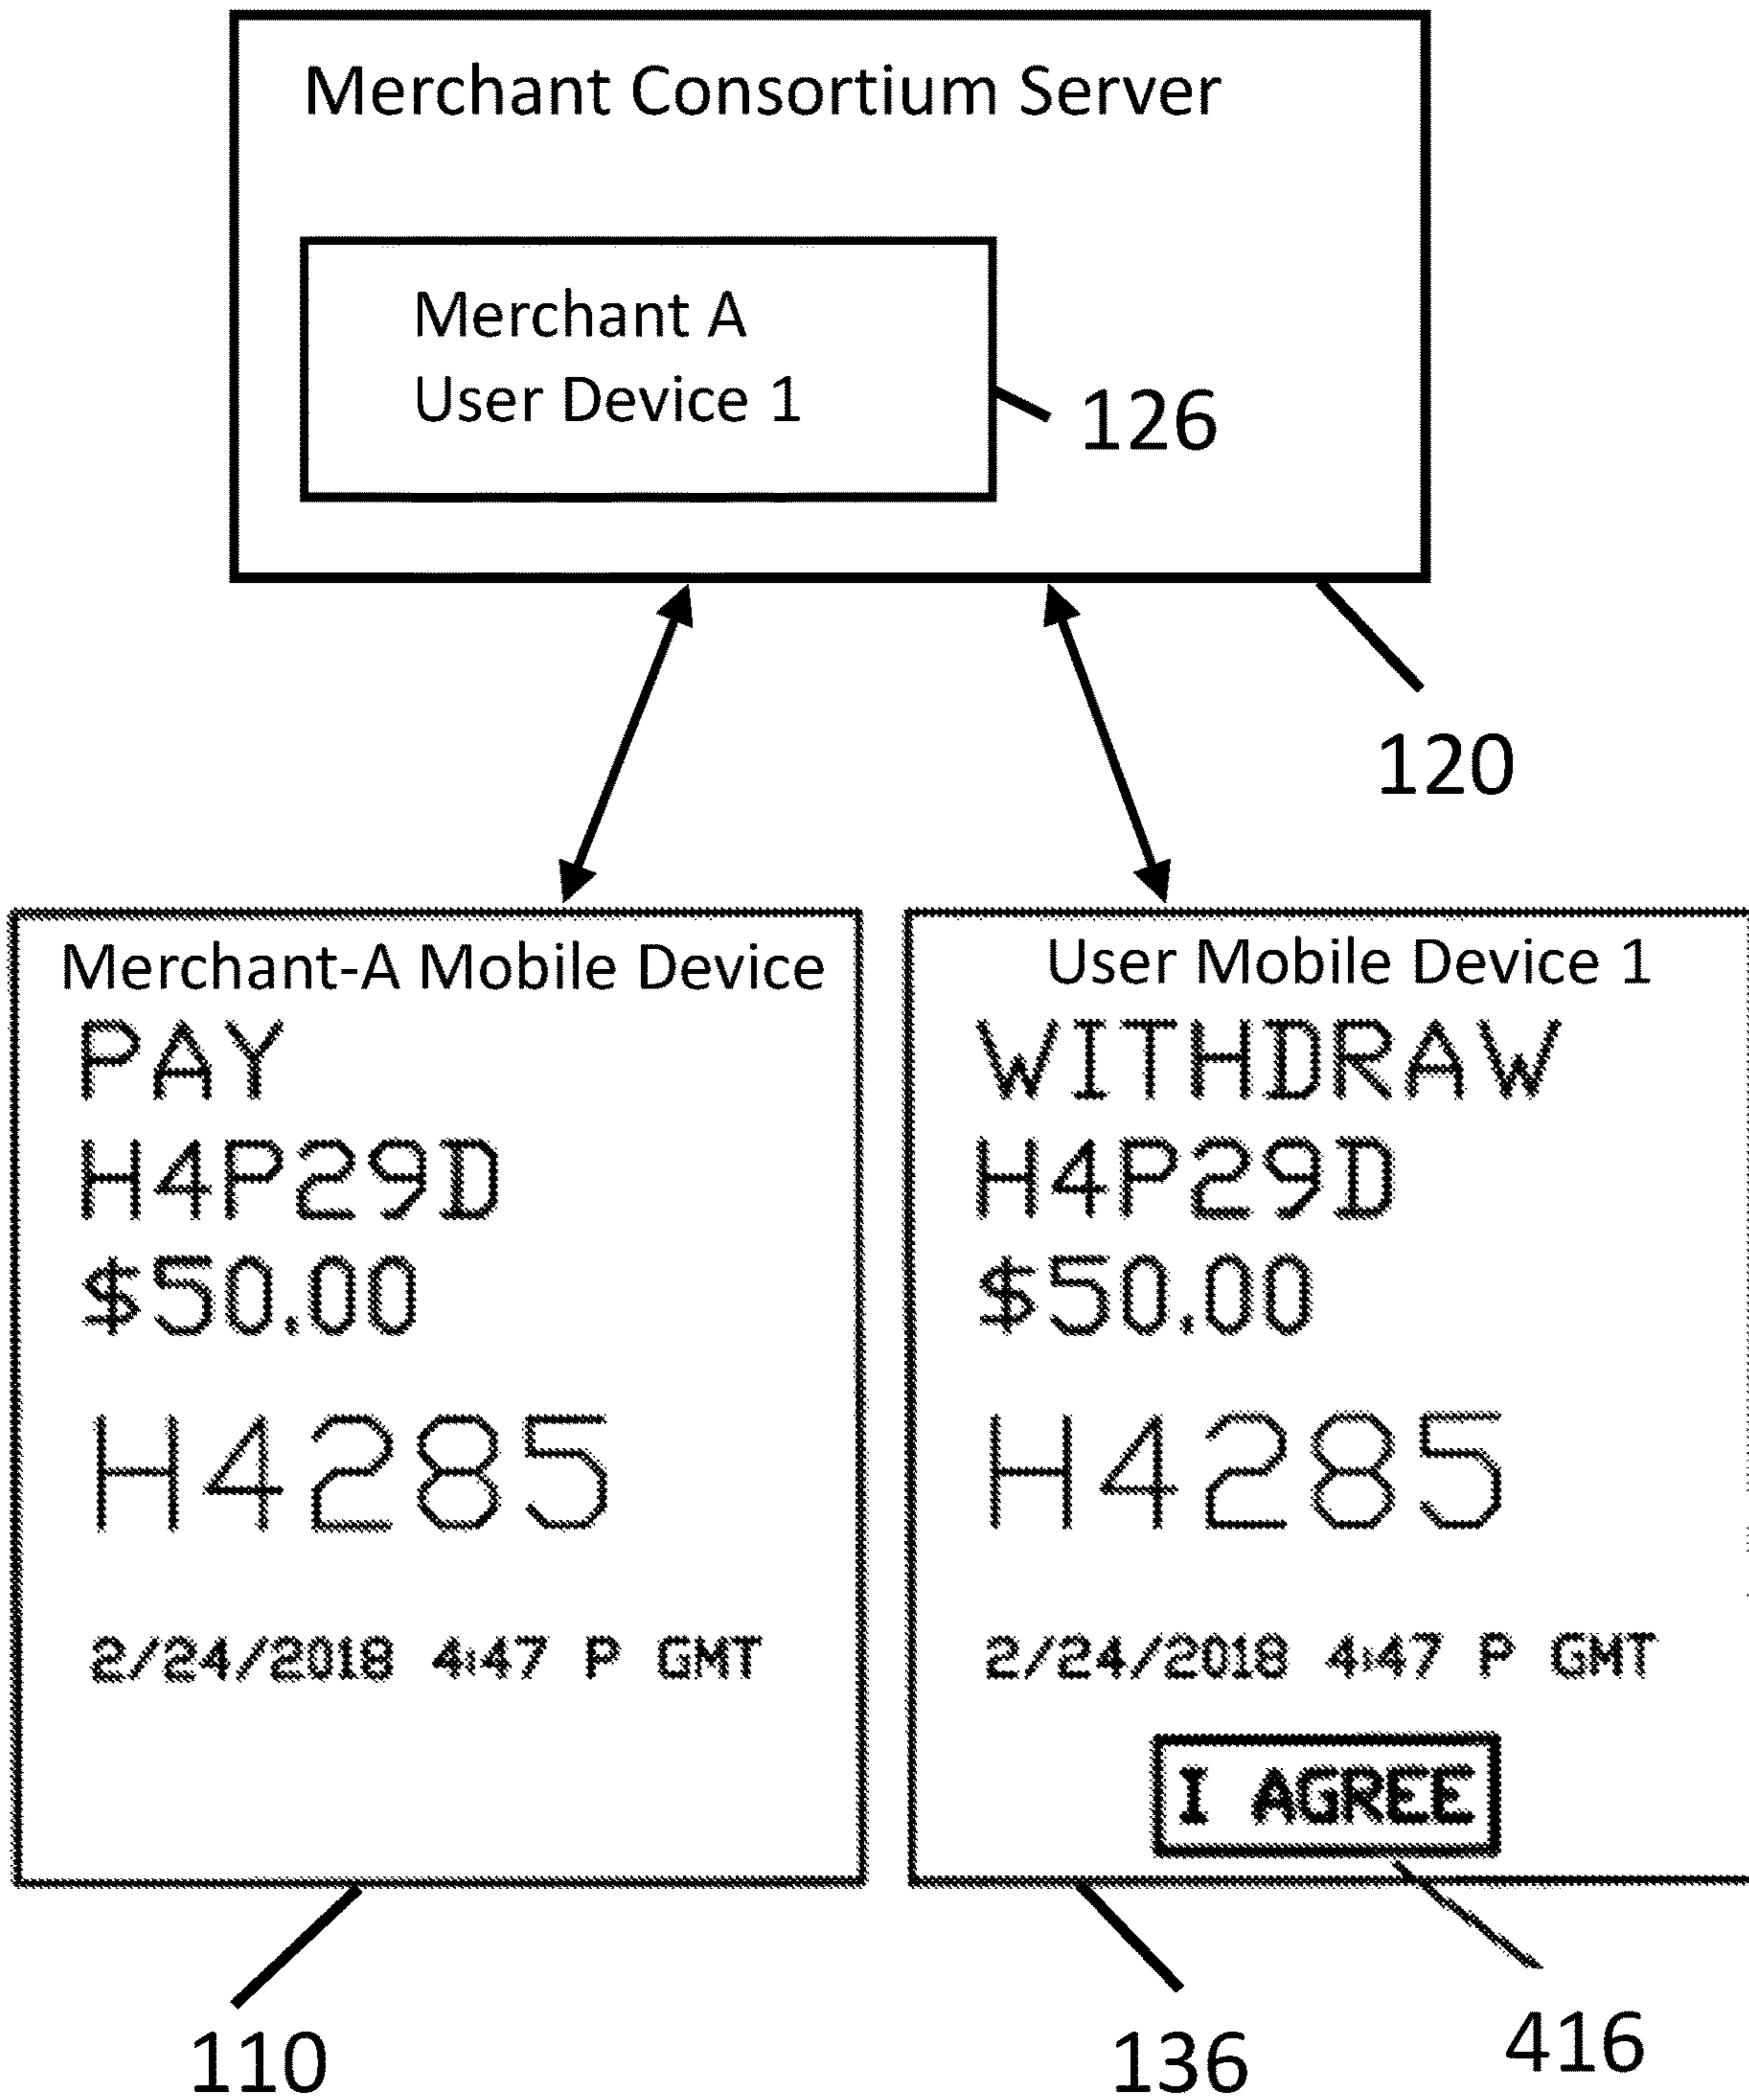 Merchant Consortium Server
Merchant A
User Device 1
126
120
Merchant-A Mobile Device
PAY
H4P29D
$50.00
H4285
2/24/2018 4:47 P GMT
110
User Mobile Device 1
WITHDRAW
H4P29D
$50.00
H4285
2/24/2018 4:47 P GMT
I AGREE
136
416